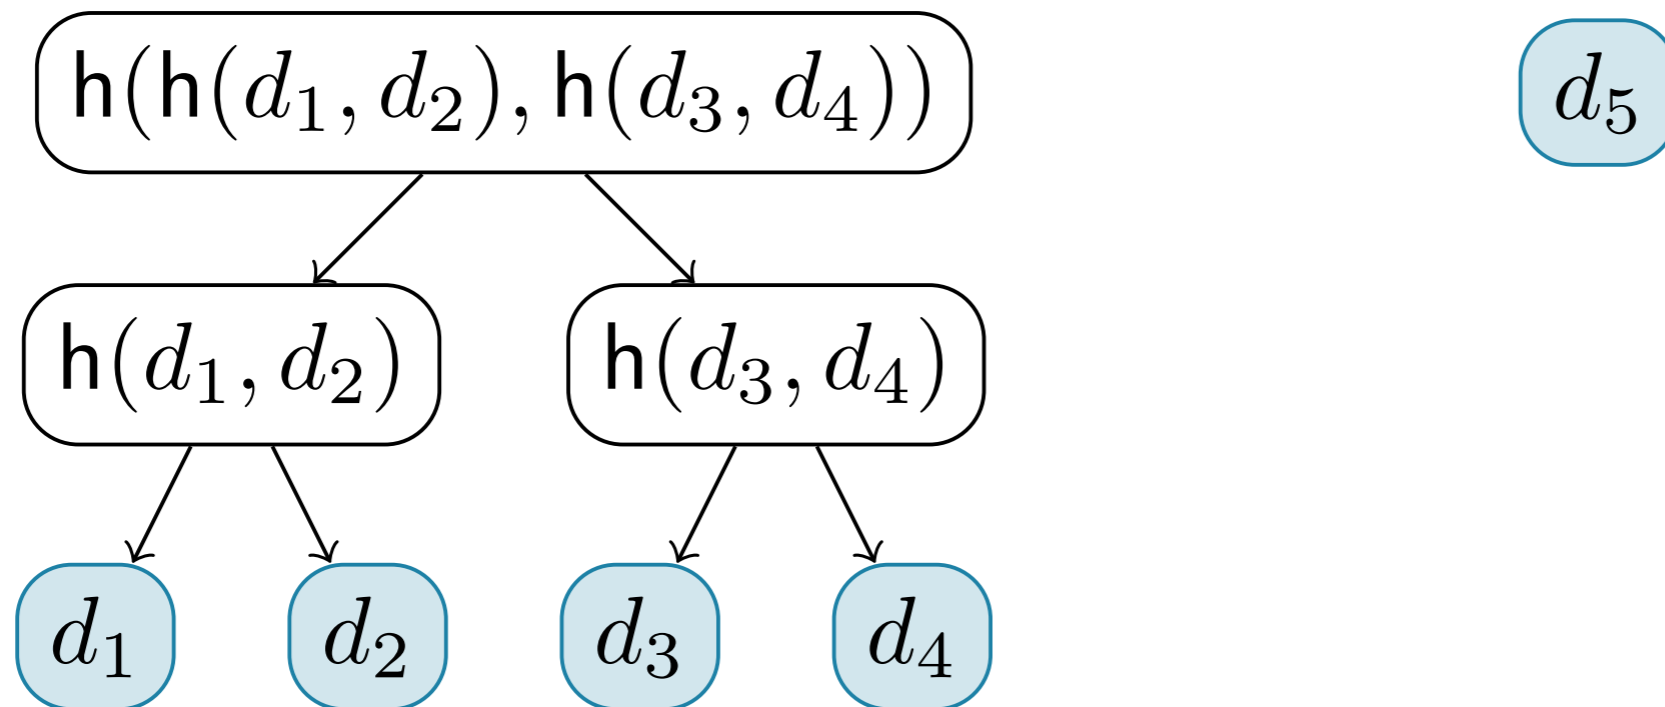 h(h(d₁, d₂), h(d₃, d₄)) d₅
h(d₁, d₂) h(d₃, d₄)
d₁ d₂ d₃ d₄